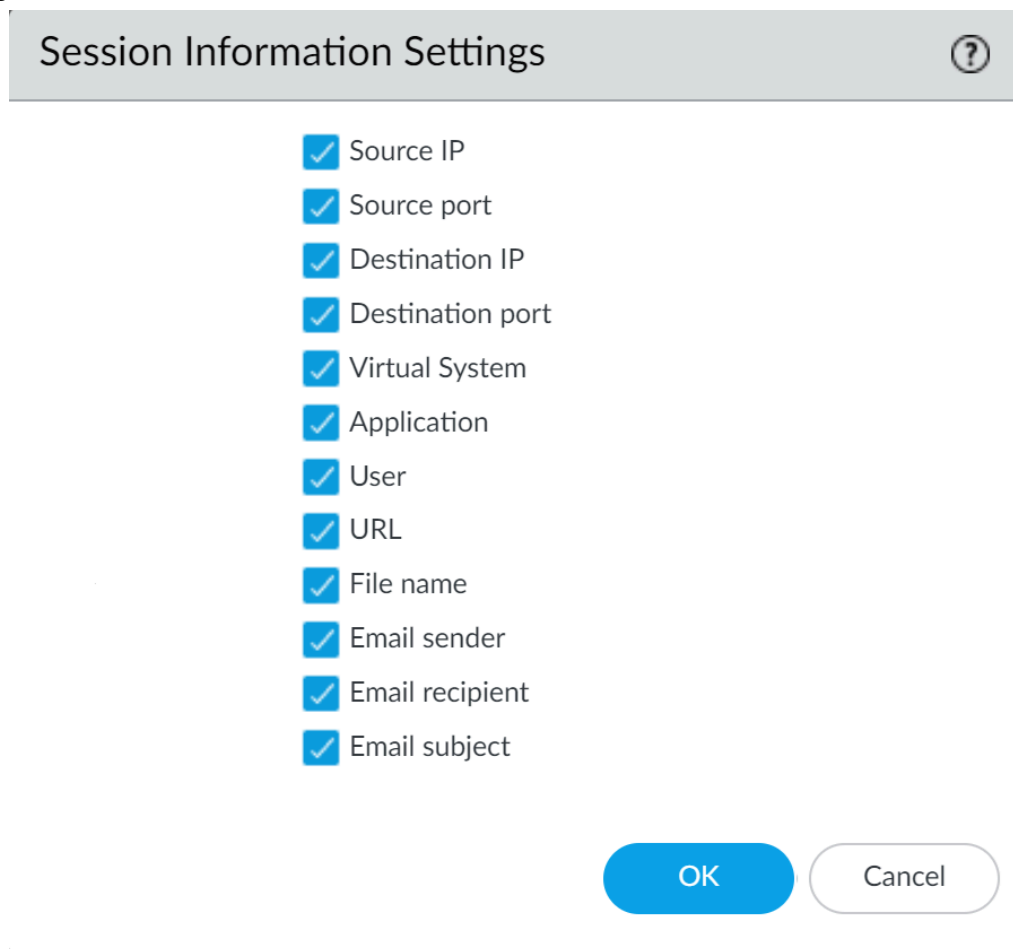 Session Information Settings
?
Source IP
Source port
Destination IP
Destination port
Virtual System
Application
User
URL
File name
Email sender
Email recipient
Email subject
OK
Cancel